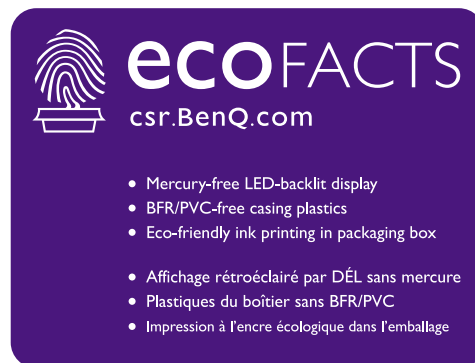 ecoFACTS
csr.BenQ.com
• Mercury-free LED-backlit display
• BFR/PVC-free casing plastics
• Eco-friendly ink printing in packaging box
• Affichage rétroéclairé par DÉL sans mercure
• Plastiques du boîtier sans BFR/PVC
• Impression à l'encre écologique dans l'emballage